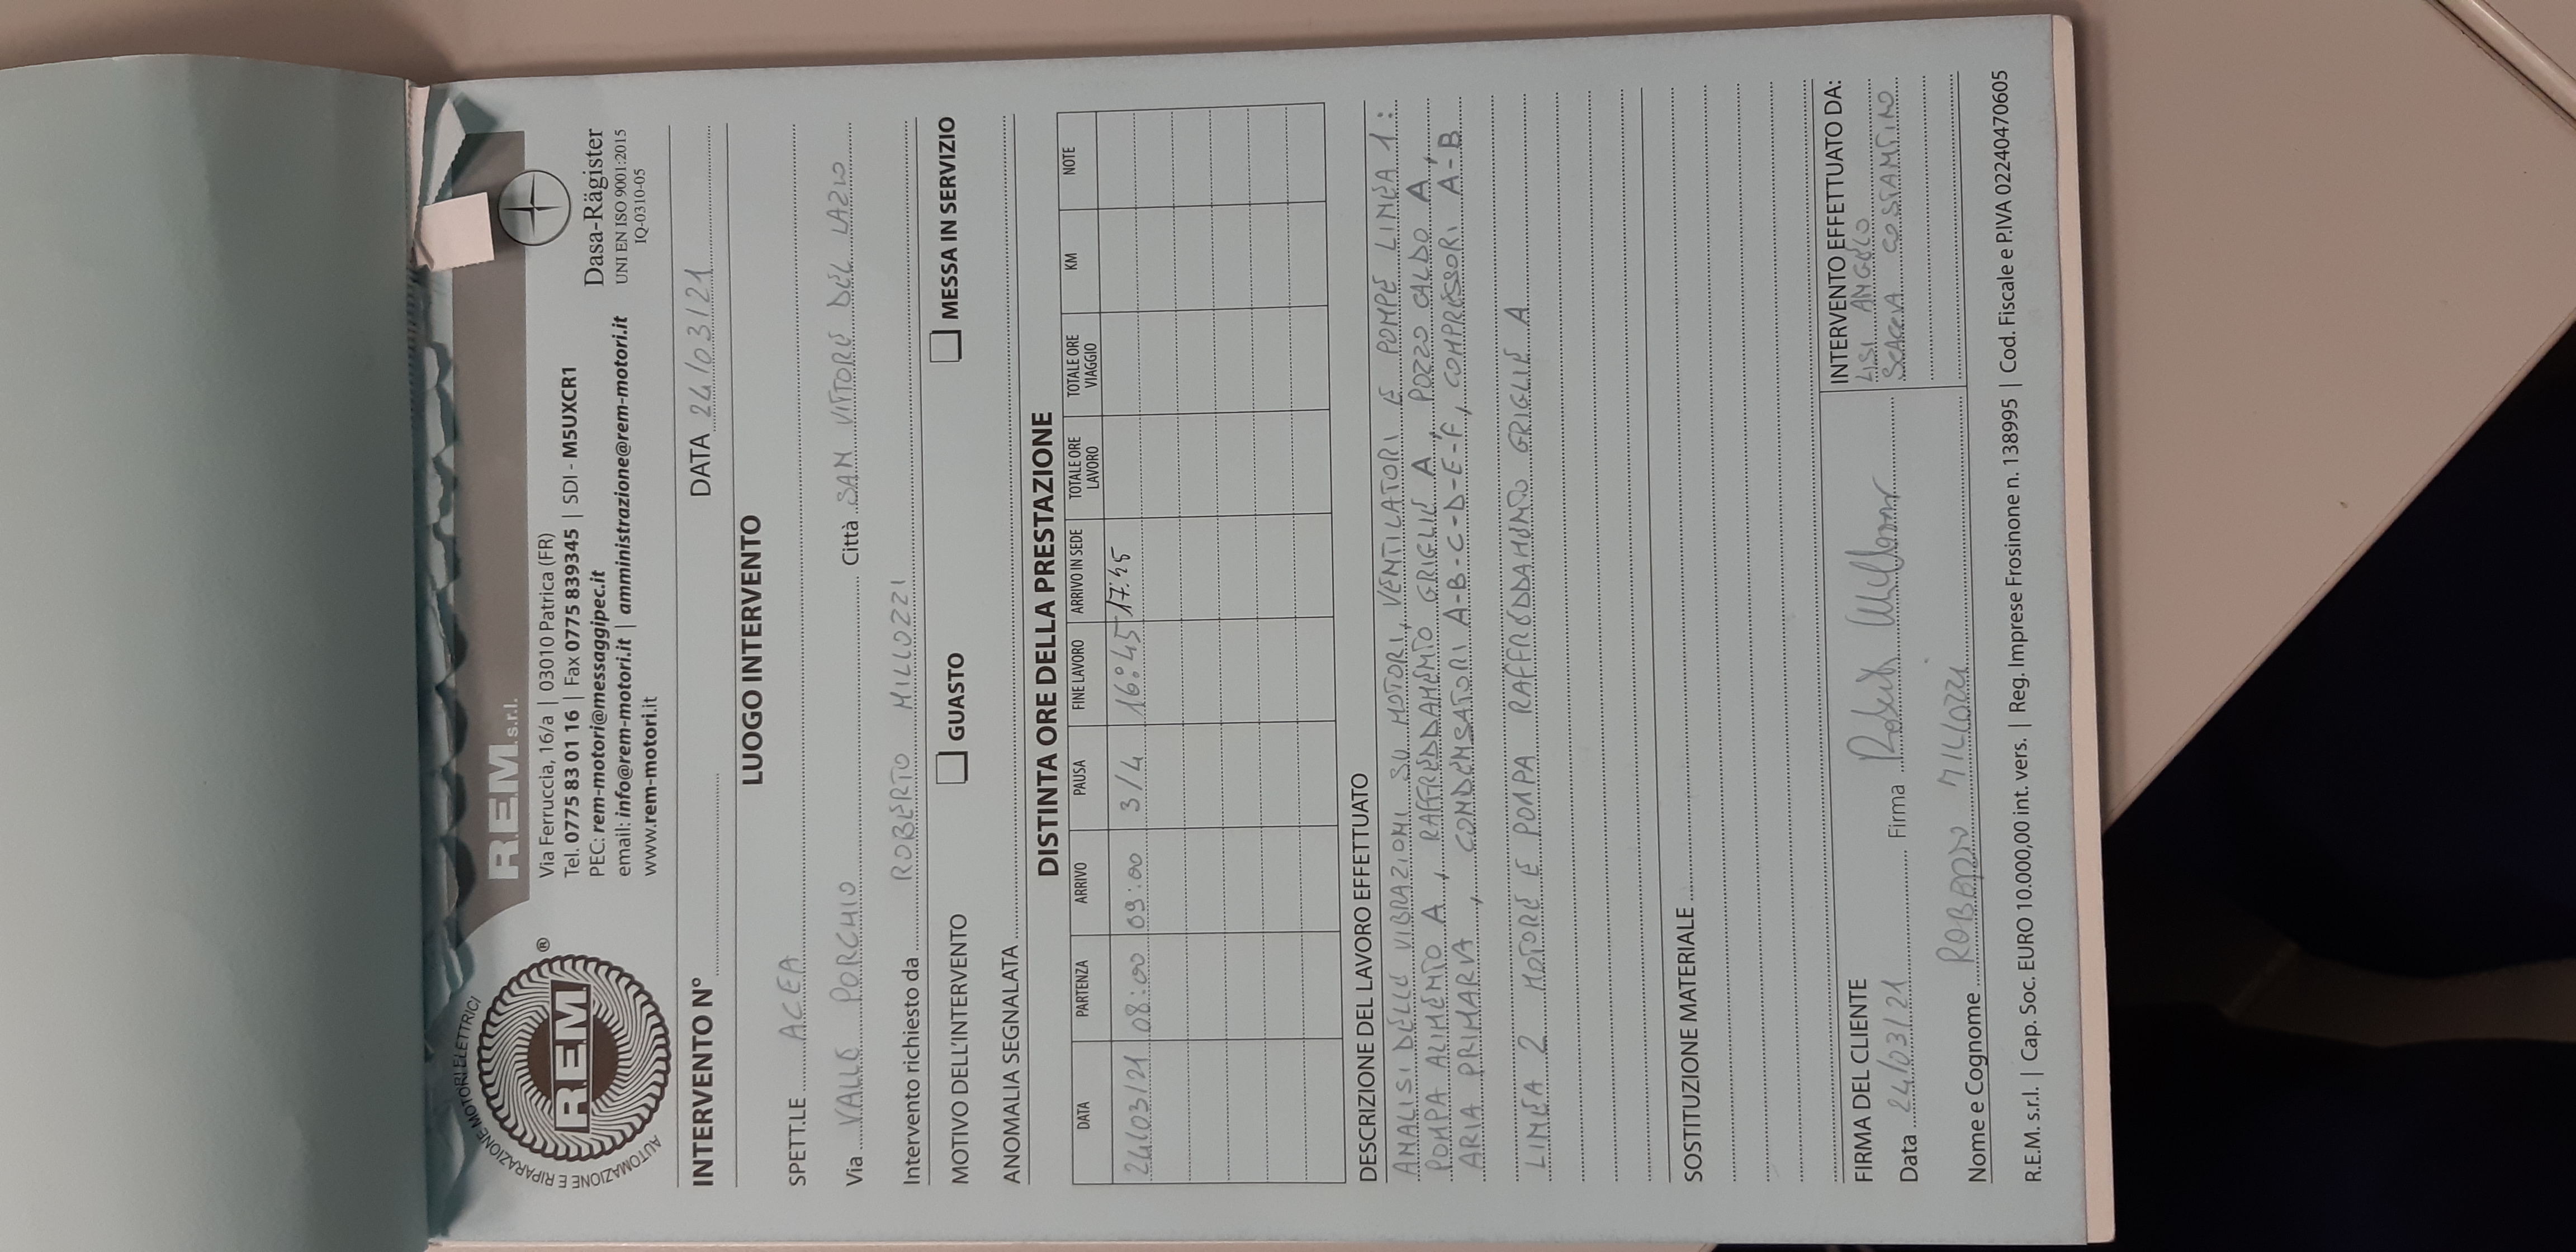 AUTOMAZIONE E RIPARAZIONE MOTORI ELETTRICI
REM ®
R.E.M. s.r.l.
Via Ferruccia, 16/a | 03010 Patrica (FR)
Tel. 0775 83 01 16 | Fax 0775 839345 | SDI - M5UXCR1
PEC: rem-motori@messaggipec.it
email: info@rem-motori.it | amministrazione@rem-motori.it
www.rem-motori.it
Dasa-Rägister
UNI EN ISO 9001:2015
IQ-0310-05
INTERVENTO N° DATA 24/03/21
LUOGO INTERVENTO
SPETT.LE ACEA
Via VALLE PORCHIO Città SAN VITTORE DEL LAZIO
Intervento richiesto da ROBERTO MILLOZZI
MOTIVO DELL'INTERVENTO GUASTO MESSA IN SERVIZIO
ANOMALIA SEGNALATA
DISTINTA ORE DELLA PRESTAZIONE
DATA PARTENZA ARRIVO PAUSA FINE LAVORO ARRIVO IN SEDE TOTALE ORE LAVORO TOTALE ORE VIAGGIO KM NOTE
24/03/21 08:00 09:00 3/4 16:45 17:45
DESCRIZIONE DEL LAVORO EFFETTUATO
ANALISI DELLE VIBRAZIONI SU MOTORI, VENTILATORI E POMPE LINEA 1:
POMPA ALIMENTO A, RAFFREDDAMENTO GRIGLIE A, POZZO CALDO A,
ARIA PRIMARIA, CONDENSATORI A-B-C-D-E-F, COMPRESSORI A-B
LINEA 2 MOTORE E POMPA RAFFREDDAMENTO GRIGLIE A
SOSTITUZIONE MATERIALE
FIRMA DEL CLIENTE
Data 24/03/21 Firma
Nome e Cognome ROBERTO MILLOZZI
INTERVENTO EFFETTUATO DA:
LISI ANGELO
COSTANTINO
R.E.M. s.r.l. | Cap. Soc. EURO 10.000,00 int. vers. | Reg. Imprese Frosinone n. 138995 | Cod. Fiscale e P.IVA 02240470605